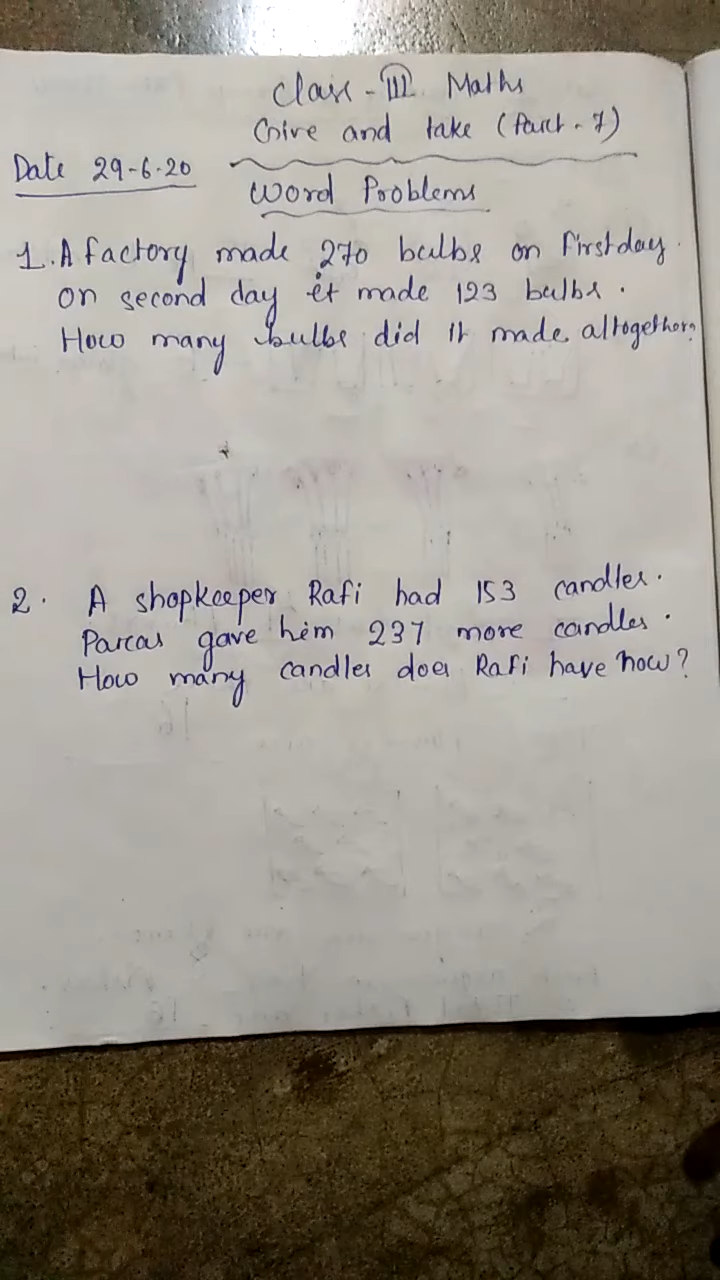 Class - III Maths
Give and take (Part - 7)
Date 29-6-20
Word Problems
1. A factory made 270 bulbs on first day.
on second day it made 123 bulbs.
How many bulbs did it made altogether?
2. A shopkeeper Rafi had 153 candles.
Paras gave him 237 more candles.
How many candles does Rafi have now?